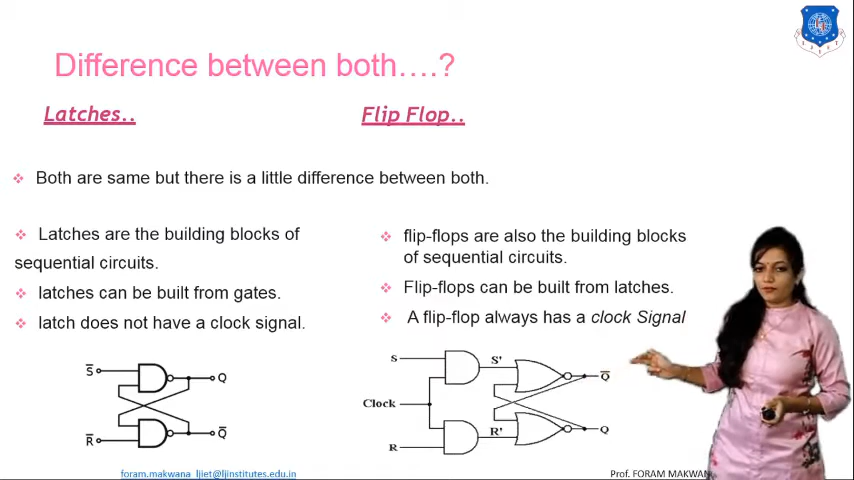 Difference between both....?
Latches..
Flip Flop..
❖ Both are same but there is a little difference between both.
❖ Latches are the building blocks of
sequential circuits.
❖ latches can be built from gates.
❖ latch does not have a clock signal.
❖ flip-flops are also the building blocks
of sequential circuits.
❖ Flip-flops can be built from latches.
❖ A flip-flop always has a clock Signal
S̅
Q
R̅
Q̅
S
S'
Q̅
Clock
R
R'
Q
foram.makwana_ljiet@ljinstitutes.edu.in
Prof. FORAM MAKWAN